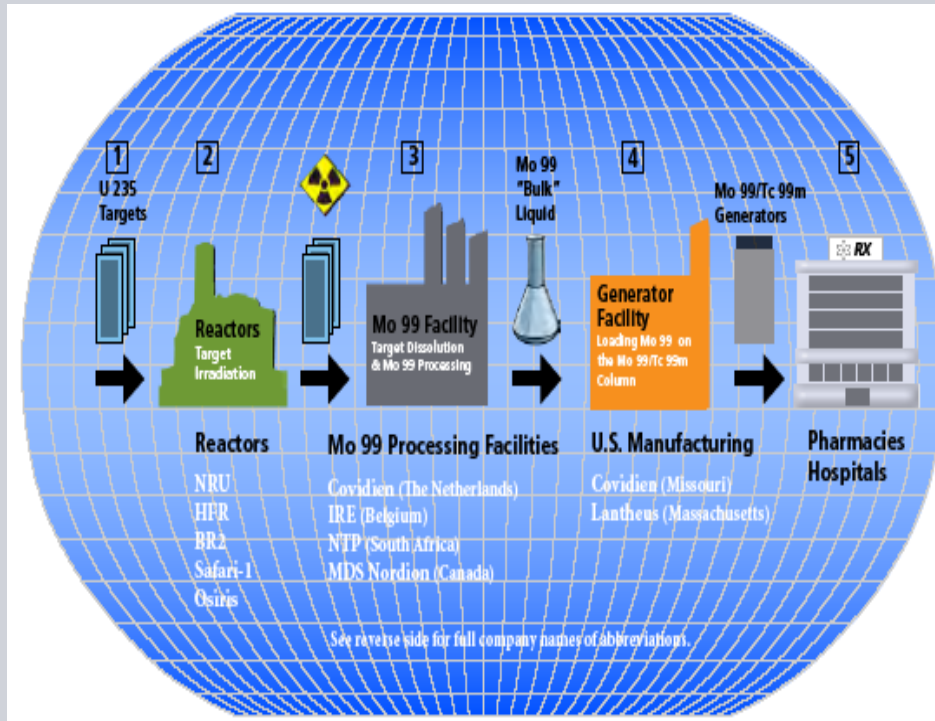 1
2
3
4
5
U 235
Targets
Mo 99
"Bulk"
Liquid
Mo 99/Tc 99m
Generators
RX
Reactors
Target
Irradiation
Mo 99 Facility
Target Dissolution
& Mo 99 Processing
Generator
Facility
Loading Mo 99 on
the Mo 99/Tc 99m
Column
Reactors
NRU
HFR
BR2
Safari-1
Osiris
Mo 99 Processing Facilities
Covidien (The Netherlands)
IRE (Belgium)
NTP (South Africa)
MDS Nordion (Canada)
U.S. Manufacturing
Covidien (Missouri)
Lantheus (Massachusetts)
Pharmacies
Hospitals
See reverse side for full company names of abbreviations.